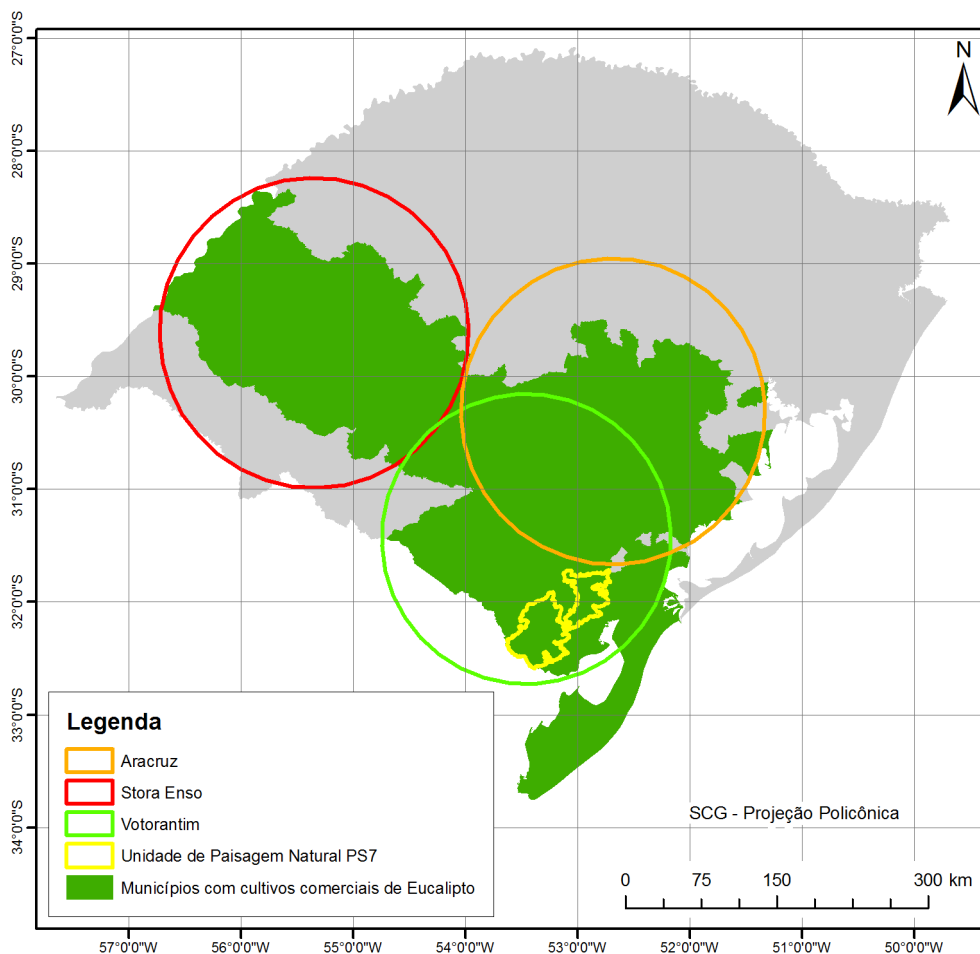 N
27°0'0"S
28°0'0"S
29°0'0"S
30°0'0"S
31°0'0"S
32°0'0"S
33°0'0"S
34°0'0"S
Legenda
Aracruz
Stora Enso
Votorantim
Unidade de Paisagem Natural PS7
Municípios com cultivos comerciais de Eucalipto
SCG - Projeção Policônica
0 75 150 300 km
57°0'0"W 56°0'0"W 55°0'0"W 54°0'0"W 53°0'0"W 52°0'0"W 51°0'0"W 50°0'0"W